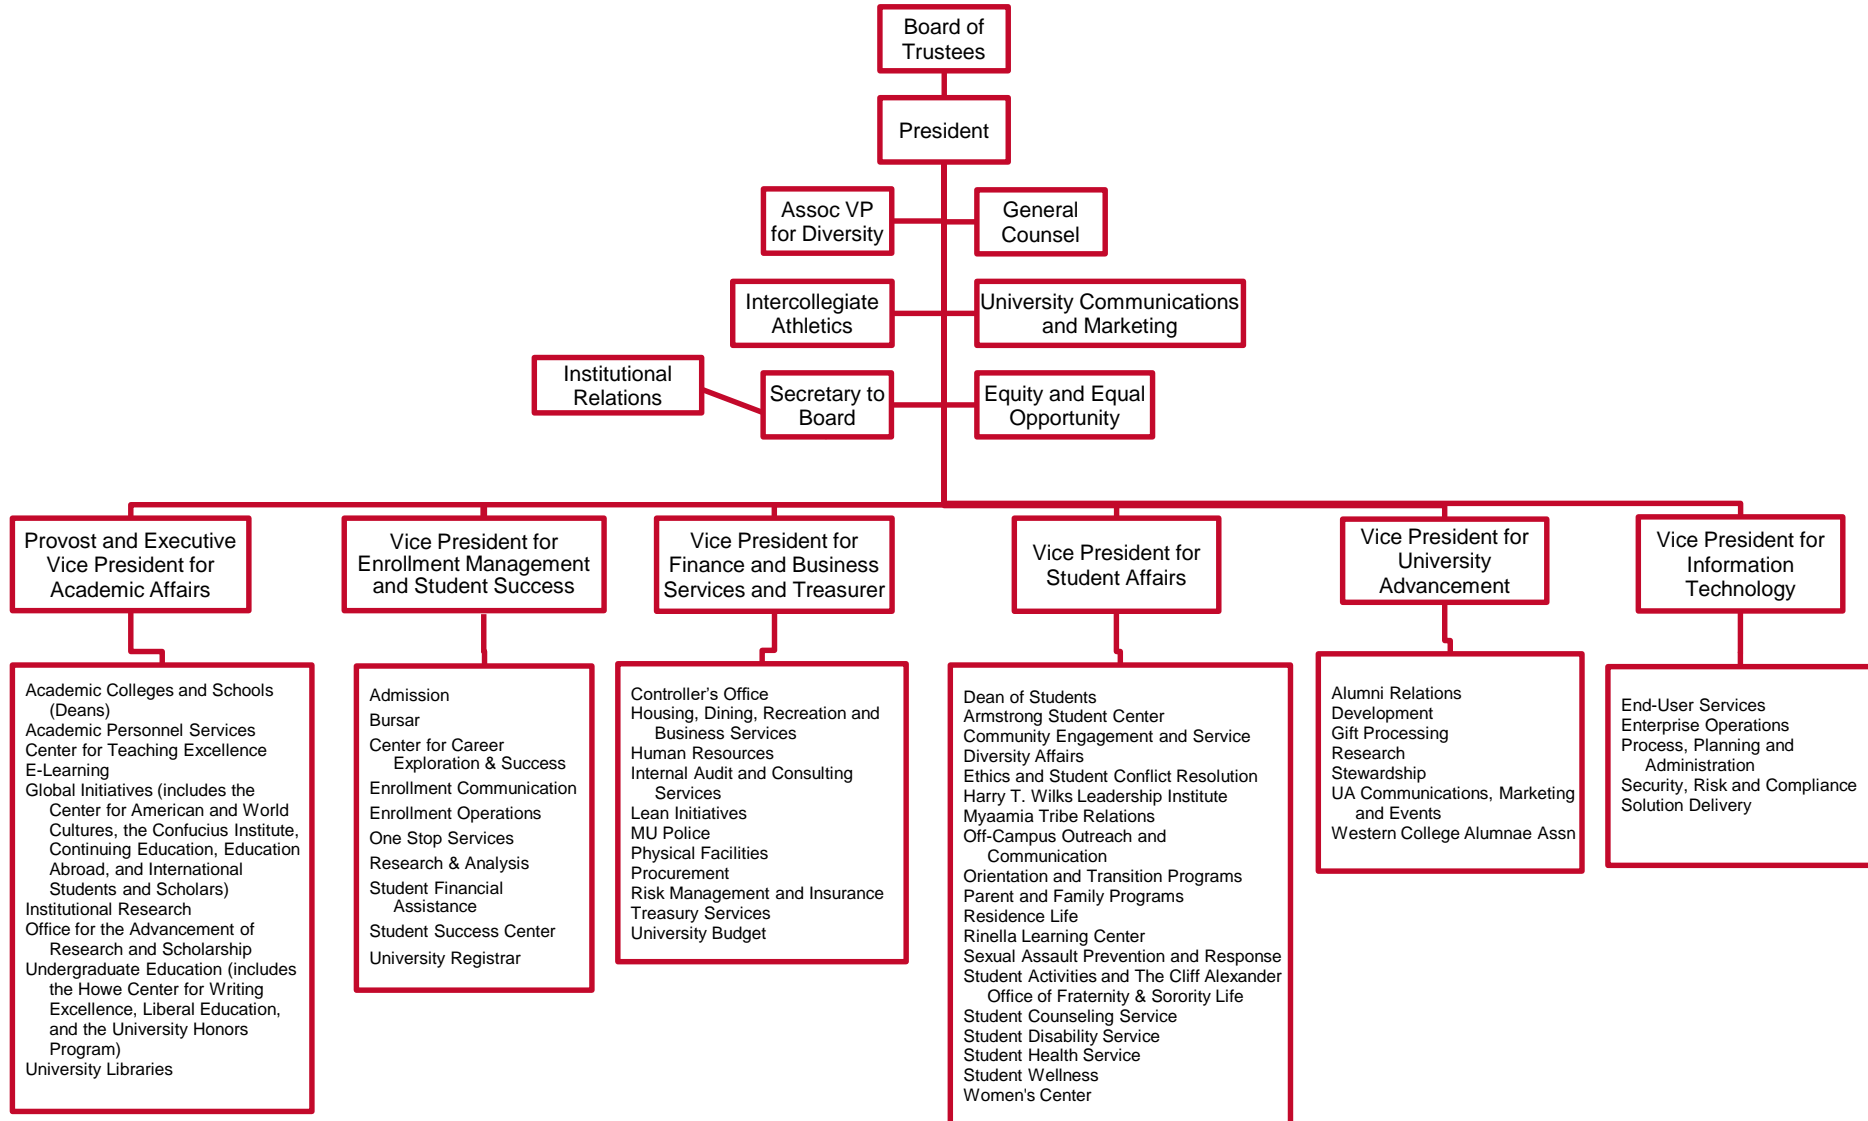 Board of
Trustees
President
Assoc VP
for Diversity
General
Counsel
Intercollegiate
Athletics
University Communications
and Marketing
Institutional
Relations
Secretary to
Board
Equity and Equal
Opportunity
Provost and Executive
Vice President for
Academic Affairs
Vice President for
Enrollment Management
and Student Success
Vice President for
Finance and Business
Services and Treasurer
Vice President for
Student Affairs
Vice President for
University
Advancement
Vice President for
Information
Technology
Academic Colleges and Schools
(Deans)
Academic Personnel Services
Center for Teaching Excellence
E-Learning
Global Initiatives (includes the
Center for American and World
Cultures, the Confucius Institute,
Continuing Education, Education
Abroad, and International
Students and Scholars)
Institutional Research
Office for the Advancement of
Research and Scholarship
Undergraduate Education (includes
the Howe Center for Writing
Excellence, Liberal Education,
and the University Honors
Program)
University Libraries
Admission
Bursar
Center for Career
Exploration & Success
Enrollment Communication
Enrollment Operations
One Stop Services
Research & Analysis
Student Financial
Assistance
Student Success Center
University Registrar
Controller's Office
Housing, Dining, Recreation and
Business Services
Human Resources
Internal Audit and Consulting
Services
Lean Initiatives
MU Police
Physical Facilities
Procurement
Risk Management and Insurance
Treasury Services
University Budget
Dean of Students
Armstrong Student Center
Community Engagement and Service
Diversity Affairs
Ethics and Student Conflict Resolution
Harry T. Wilks Leadership Institute
Myaamia Tribe Relations
Off-Campus Outreach and
Communication
Orientation and Transition Programs
Parent and Family Programs
Residence Life
Rinella Learning Center
Sexual Assault Prevention and Response
Student Activities and The Cliff Alexander
Office of Fraternity & Sorority Life
Student Counseling Service
Student Disability Service
Student Health Service
Student Wellness
Women's Center
Alumni Relations
Development
Gift Processing
Research
Stewardship
UA Communications, Marketing
and Events
Western College Alumnae Assn
End-User Services
Enterprise Operations
Process, Planning and
Administration
Security, Risk and Compliance
Solution Delivery